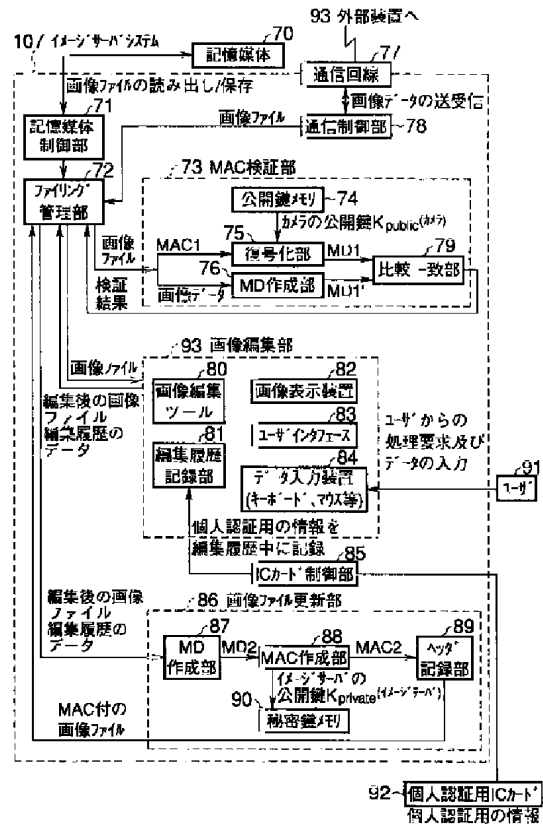 93 外部装置へ
10 イメージサーバシステム
70
記憶媒体
77
通信回線
画像ファイルの読み出し/保存
画像データの送受信
71
記憶媒体
制御部
画像ファイル
通信制御部
78
72
ファイリング
管理部
73 MAC検証部
公開鍵メモリ
74
カメラの公開鍵Kpublic(カメラ)
75
79
画像
ファイル
MAC1
復号化部
MD1
比較一致部
76
検証
結果
画像データ
MD作成部
MD1'
93 画像編集部
画像ファイル
80
画像編集
ツール
82
画像表示装置
編集後の画像
ファイル
編集履歴の
データ
81
編集履歴
記録部
83
ユーザインタフェース
84
データ入力装置
(キーボード、マウス等)
ユーザからの
処理要求及び
データの入力
91
ユーザ
個人認証用の情報を
編集履歴中に記録
85
ICカード制御部
86 画像ファイル更新部
編集後の画像
ファイル
編集履歴の
データ
87
MD
作成部
MD2
88
MAC作成部
MAC2
89
ヘッダ
記録部
イメージサーバの
公開鍵Kprivate(イメージサーバ)
90
秘密鍵メモリ
MAC付の
画像ファイル
92
個人認証用ICカード
個人認証用の情報